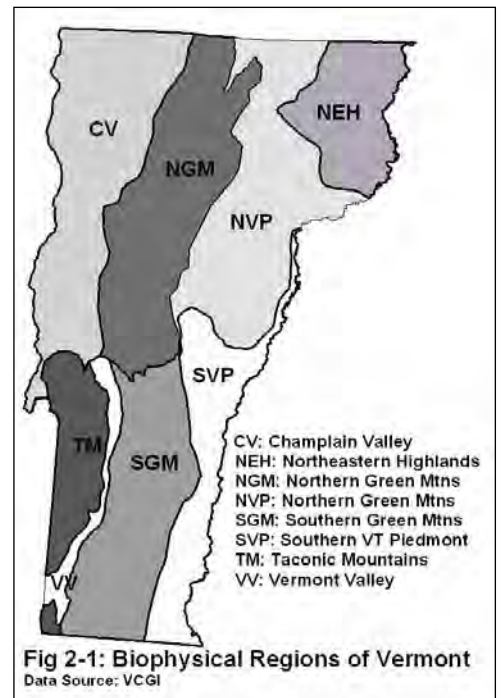 CV
NGM
NEH
NVP
SVP
TM
SGM
VV
CV: Champlain Valley
NEH: Northeastern Highlands
NGM: Northern Green Mtns
NVP: Northern Green Mtns
SGM: Southern Green Mtns
SVP: Southern VT Piedmont
TM: Taconic Mountains
VV: Vermont Valley
Fig 2-1: Biophysical Regions of Vermont
Data Source: VCGI